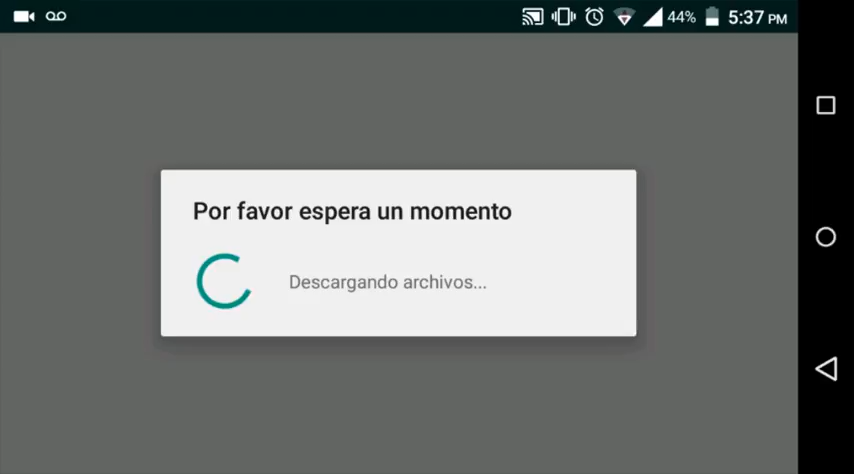 44% 5:37 PM
Por favor espera un momento
Descargando archivos...